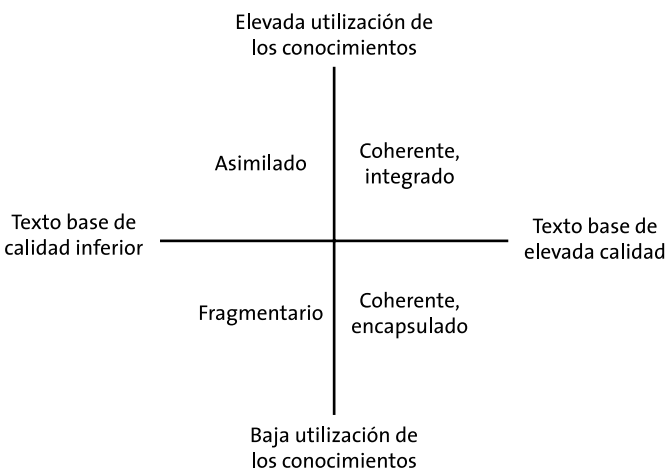 Elevada utilización de
los conocimientos
Asimilado
Coherente,
integrado
Texto base de
calidad inferior
Texto base de
elevada calidad
Fragmentario
Coherente,
encapsulado
Baja utilización de
los conocimientos